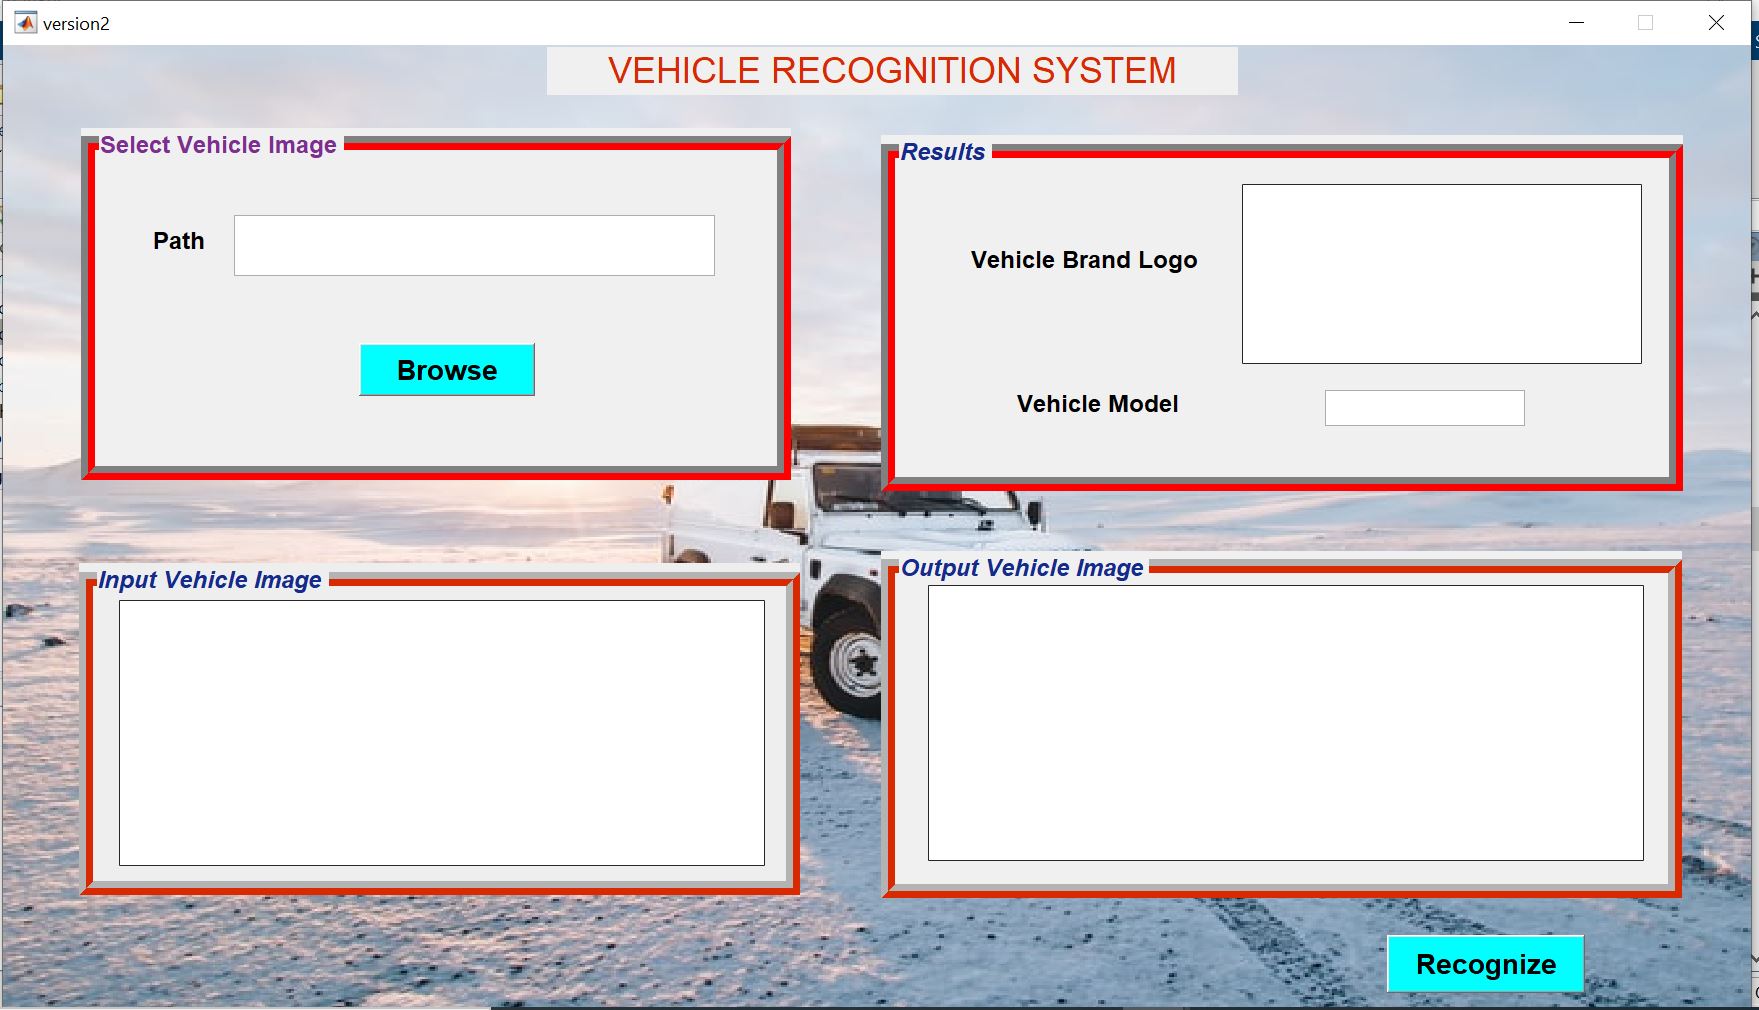 version2
VEHICLE RECOGNITION SYSTEM
Select Vehicle Image
Path
Browse
Results
Vehicle Brand Logo
Vehicle Model
Input Vehicle Image
Output Vehicle Image
Recognize